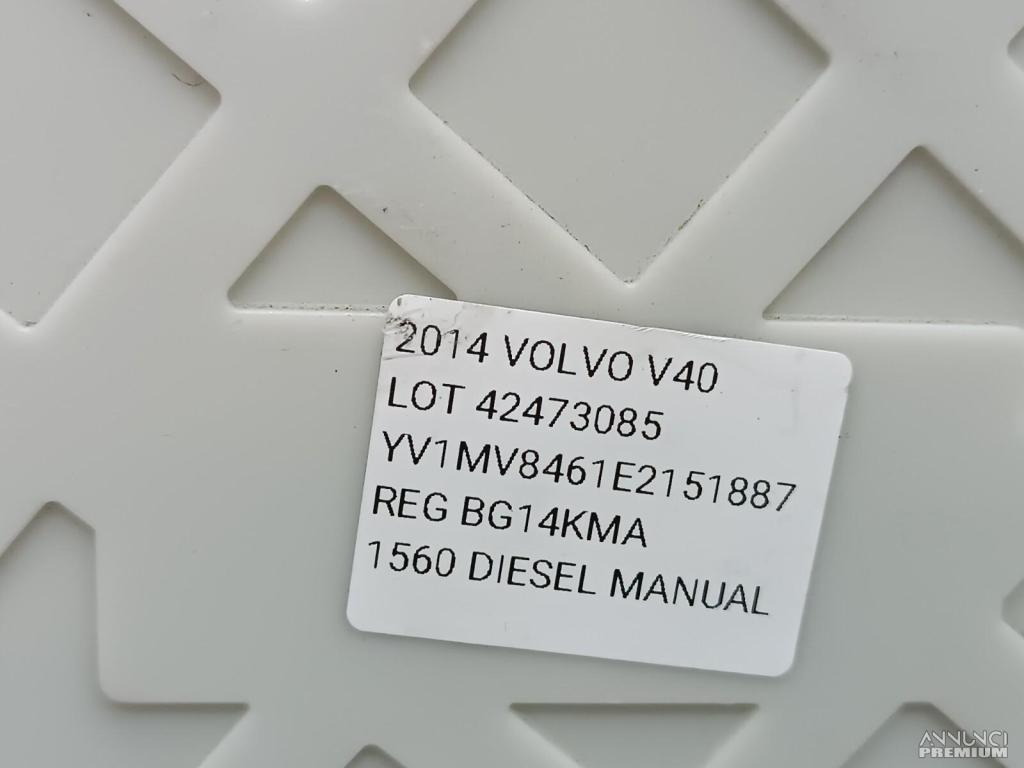 2014 VOLVO V40
LOT 42473085
YV1MV8461E2151887
REG BG14KMA
1560 DIESEL MANUAL
ANNUNCI
PREMIUM